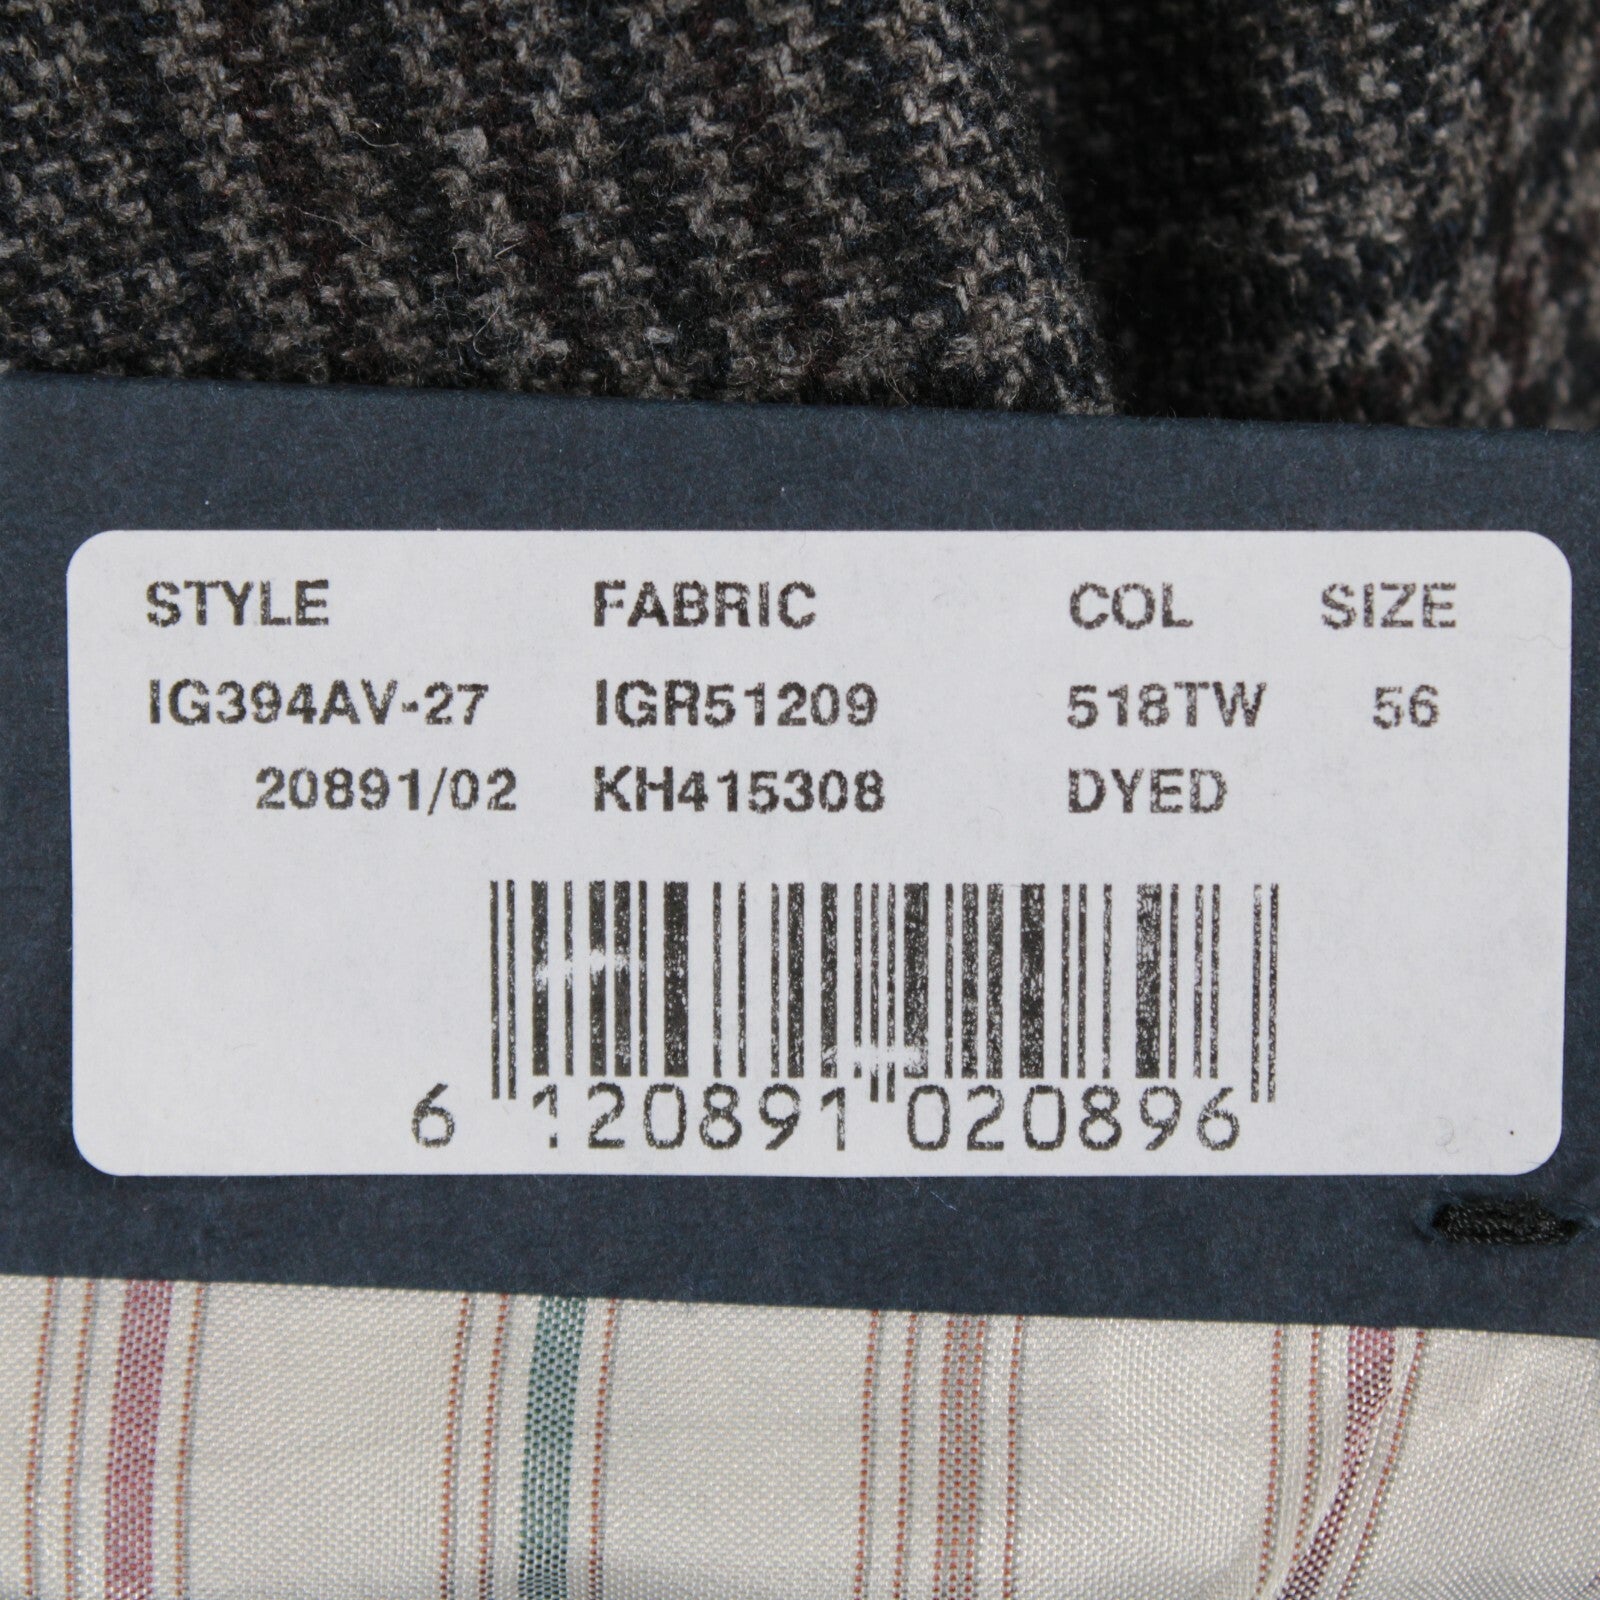 STYLE FABRIC COL SIZE
IG394AV-27 IGR51209 518TW 56
20891/02 KH415308 DYED
6 120891 020896